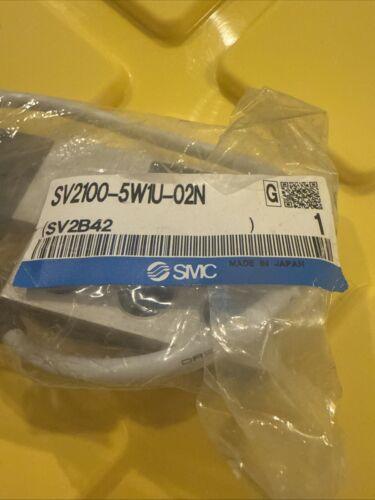 SV2100-5W1U-02N
G
(SV2B42 )
1
SMC
MADE IN JAPAN